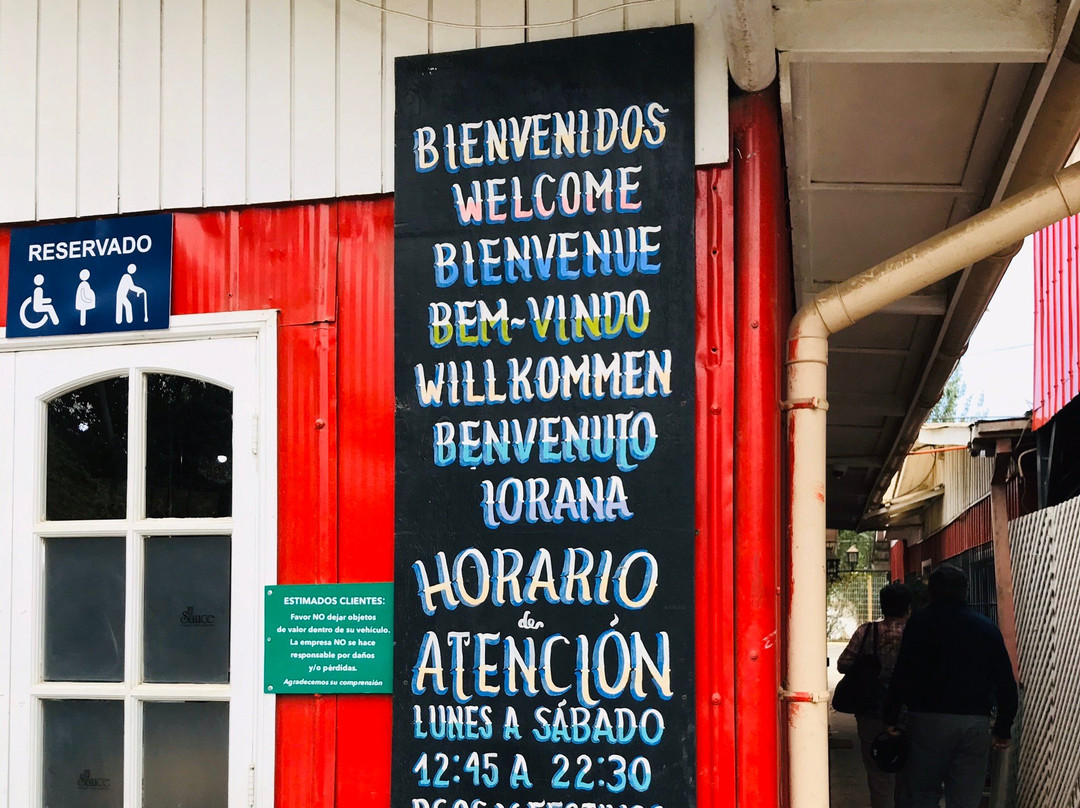 RESERVADO
BIENVENIDOS
WELCOME
BIENVENUE
BEM-VINDO
WILLKOMMEN
BENVENUTO
IORANA
HORARIO
de
ATENCIÓN
LUNES A SÁBADO
12:45 A 22:30
ESTIMADOS CLIENTES:
Favor NO dejar objetos
de valor dentro de su vehículo.
La empresa NO se hace
responsable por daños
y/o pérdidas.
Agradecemos su comprensión
Sauce